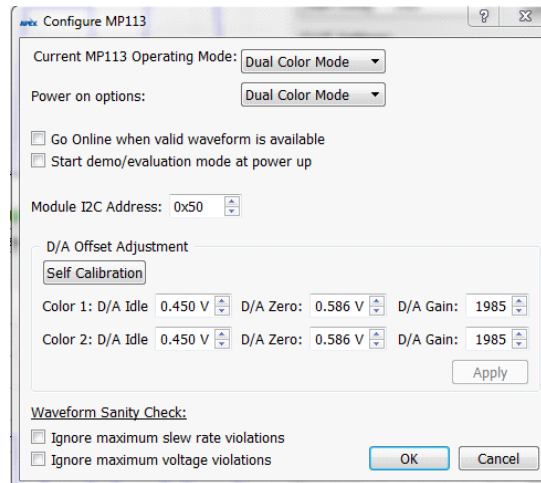 APEX Configure MP113
Current MP113 Operating Mode: Dual Color Mode
Power on options: Dual Color Mode
Go Online when valid waveform is available
Start demo/evaluation mode at power up
Module I2C Address: 0x50
D/A Offset Adjustment
Self Calibration
Color 1: D/A Idle 0.450 V D/A Zero: 0.586 V D/A Gain: 1985
Color 2: D/A Idle 0.450 V D/A Zero: 0.586 V D/A Gain: 1985
Apply
Waveform Sanity Check:
Ignore maximum slew rate violations
Ignore maximum voltage violations
OK Cancel